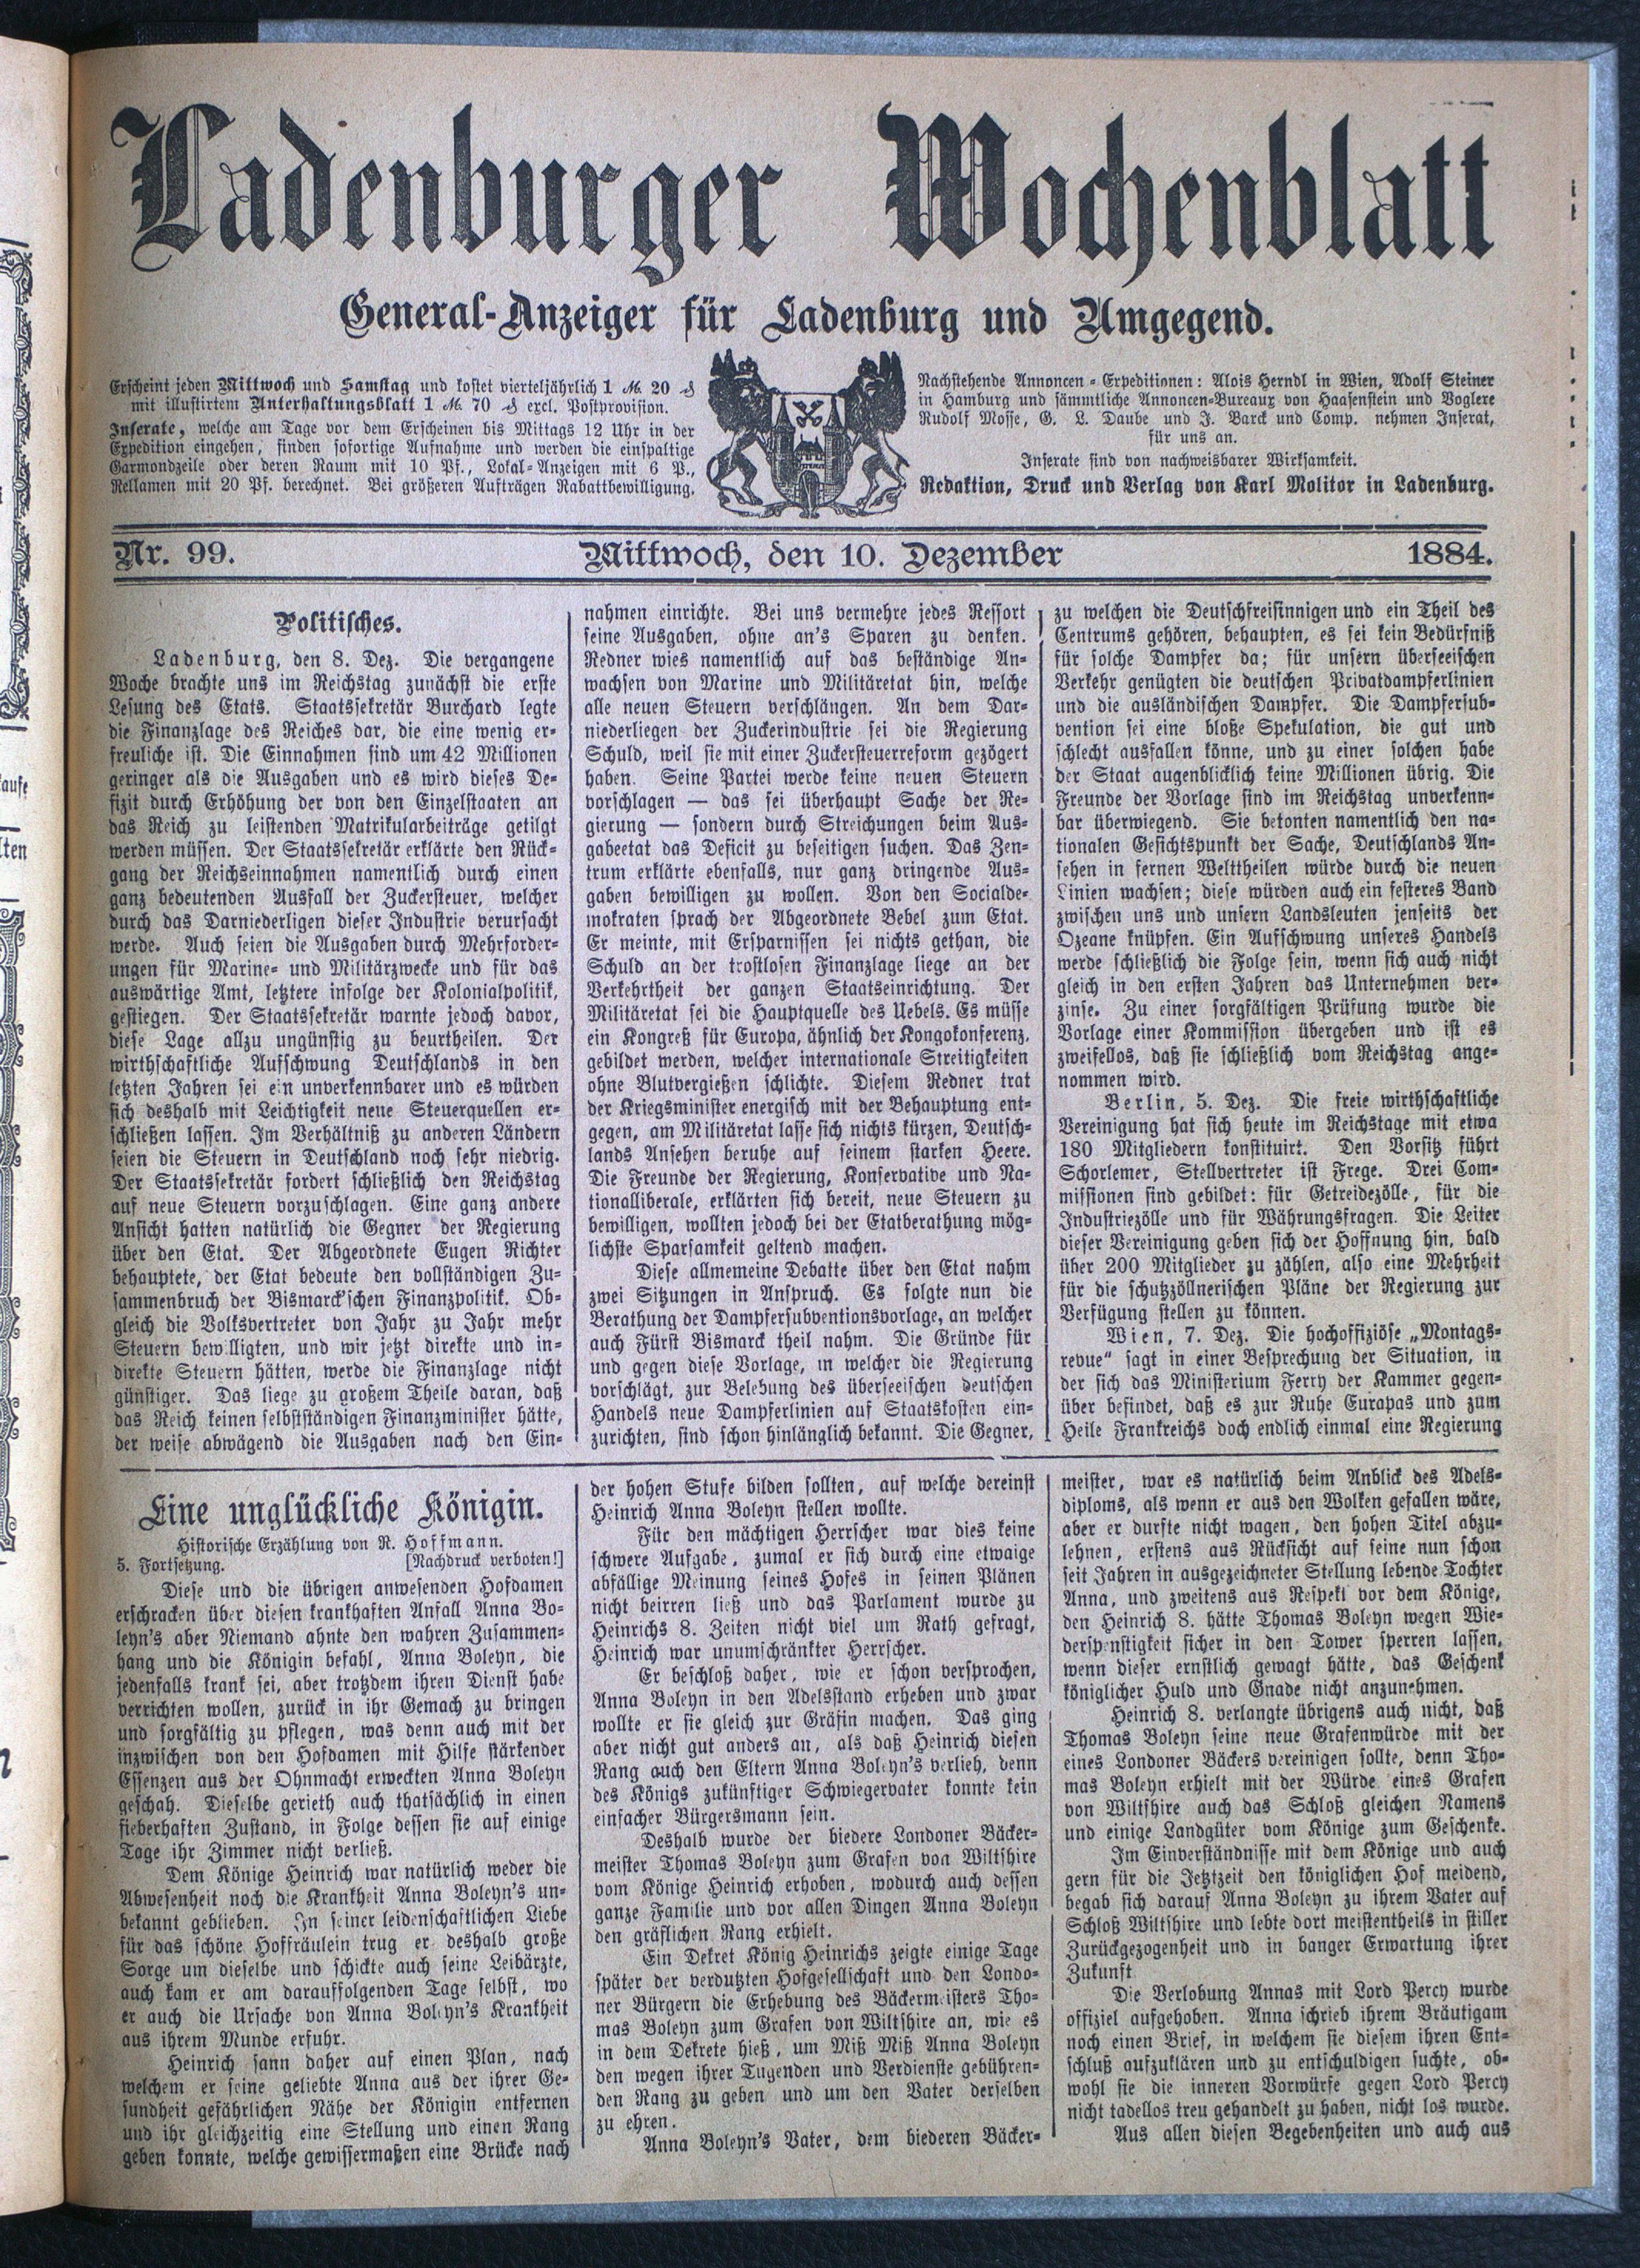 Ladenburger Wochenblatt
General-Anzeiger für Ladenburg und Umgegend.
Erscheint jeden Mittwoch und Samstag und kostet vierteljährlich 1 M. 20 ₰
mit illustrirtem Unterhaltungsblatt 1 M. 70 ₰ excl. Postprovision.
Inserate, welche am Tage vor dem Erscheinen bis Mittags 12 Uhr in der
Expedition eingehen, finden sofortige Aufnahme und werden die einspaltige
Garmondzeile oder deren Raum mit 10 Pf., Lokal-Anzeigen mit 6 P.,
Rellamen mit 20 Pf. berechnet. Bei größeren Aufträgen Rabattbewilligung.
Nachstehende Annoncen-Expeditionen: Alois Herndl in Wien, Adolf Steiner
in Hamburg und sämmtliche Annoncen-Bureaux von Haasenstein und Voglere
Rudolf Mosse, G. L. Daube und J. Barck und Comp. nehmen Inserat,
für uns an.
Inserate sind von nachweisbarer Wirksamkeit.
Redaktion, Druck und Verlag von Karl Molitor in Ladenburg.
Nr. 99. Mittwoch, den 10. Dezember 1884.
Politisches.
Ladenburg, den 8. Dez. Die vergangene
Woche brachte uns im Reichstag zunächst die erste
Lesung des Etats. Staatssekretär Burchard legte
die Finanzlage des Reiches dar, die eine wenig er-
freuliche ist. Die Einnahmen sind um 42 Millionen
geringer als die Ausgaben und es wird dieses De-
fizit durch Erhöhung der von den Einzelstaaten an
das Reich zu leistenden Matrikularbeiträge getilgt
werden müssen. Der Staatssekretär erklärte den Rück-
gang der Reichseinnahmen namentlich durch einen
ganz bedeutenden Ausfall der Zuckersteuer, welcher
durch das Darniederligen dieser Industrie verursacht
werde. Auch seien die Ausgaben durch Mehrforder-
ungen für Marine- und Militärzwecke und für das
auswärtige Amt, letztere infolge der Kolonialpolitik,
gestiegen. Der Staatssekretär warnte jedoch davor,
diese Lage allzu ungünstig zu beurtheilen. Der
wirthschaftliche Aufschwung Deutschlands in den
letzten Jahren sei ein unverkennbarer und es würden
sich deshalb mit Leichtigkeit neue Steuerquellen er-
schließen lassen. Im Verhältniß zu anderen Ländern
seien die Steuern in Deutschland noch sehr niedrig.
Der Staatssekretär fordert schließlich den Reichstag
auf neue Steuern vorzuschlagen. Eine ganz andere
Ansicht hatten natürlich die Gegner der Regierung
über den Etat. Der Abgeordnete Eugen Richter
behauptete, der Etat bedeute den vollständigen Zu-
sammenbruch der Bismarck'schen Finanzpolitik. Ob-
gleich die Volksvertreter von Jahr zu Jahr mehr
Steuern bewilligten, und wir jetzt direkte und in-
direkte Steuern hätten, werde die Finanzlage nicht
günstiger. Das liege zu großem Theile daran, daß
das Reich keinen selbstständigen Finanzminister hätte,
der weise abwägend die Ausgaben nach den Ein-
nahmen einrichte. Bei uns vermehre jedes Ressort
seine Ausgaben, ohne an's Sparen zu denken.
Redner wies namentlich auf das beständige An-
wachsen von Marine und Militäretat hin, welche
alle neuen Steuern verschlängen. An dem Dar-
niederliegen der Zuckerindustrie sei die Regierung
Schuld, weil sie mit einer Zuckersteuerreform gezögert
haben. Seine Partei werde keine neuen Steuern
vorschlagen — das sei überhaupt Sache der Re-
gierung — sondern durch Streichungen beim Aus-
gabeetat das Deficit zu beseitigen suchen. Das Zen-
trum erklärte ebenfalls, nur ganz dringende Aus-
gaben bewilligen zu wollen. Von den Socialde-
mokraten sprach der Abgeordnete Bebel zum Etat.
Er meinte, mit Ersparnissen sei nichts gethan, die
Schuld an der trostlosen Finanzlage liege an der
Verkehrtheit der ganzen Staatseinrichtung. Der
Militäretat sei die Hauptquelle des Uebels. Es müsse
ein Kongreß für Europa, ähnlich der Kongokonferenz,
gebildet werden, welcher internationale Streitigkeiten
ohne Blutvergießen schlichte. Diesem Redner trat
der Kriegsminister energisch mit der Behauptung ent-
gegen, am Militäretat lasse sich nichts kürzen, Deutsch-
lands Ansehen beruhe auf seinem starken Heere.
Die Freunde der Regierung, Konservative und Na-
tionalliberale, erklärten sich bereit, neue Steuern zu
bewilligen, wollten jedoch bei der Etatberathung mög-
lichste Sparsamkeit geltend machen.
Diese allmemeine Debatte über den Etat nahm
zwei Sitzungen in Anspruch. Es folgte nun die
Berathung der Dampfersubventionsvorlage, an welcher
auch Fürst Bismarck theil nahm. Die Gründe für
und gegen diese Vorlage, in welcher die Regierung
vorschlägt, zur Belebung des überseeischen deutschen
Handels neue Dampferlinien auf Staatskosten ein-
zurichten, sind schon hinlänglich bekannt. Die Gegner,
zu welchen die Deutschfreisinnigen und ein Theil des
Centrums gehören, behaupten, es sei kein Bedürfniß
für solche Dampfer da; für unsern überseeischen
Verkehr genügten die deutschen Privatdampferlinien
und die ausländischen Dampfer. Die Dampfersub-
vention sei eine bloße Spekulation, die gut und
schlecht ausfallen könne, und zu einer solchen habe
der Staat augenblicklich keine Millionen übrig. Die
Freunde der Vorlage sind im Reichstag unverkenn-
bar überwiegend. Sie betonten namentlich den na-
tionalen Gesichtspunkt der Sache, Deutschlands An-
sehen in fernen Welttheilen würde durch die neuen
Linien wachsen; diese würden auch ein festeres Band
zwischen uns und unsern Landsleuten jenseits der
Ozeane knüpfen. Ein Aufschwung unseres Handels
werde schließlich die Folge sein, wenn sich auch nicht
gleich in den ersten Jahren das Unternehmen ver-
zinse. Zu einer sorgfältigen Prüfung wurde die
Vorlage einer Kommission übergeben und ist es
zweifellos, daß sie schließlich vom Reichstag ange-
nommen wird.
Berlin, 5. Dez. Die freie wirthschaftliche
Vereinigung hat sich heute im Reichstage mit etwa
180 Mitgliedern konstituirt. Den Vorsitz führt
Schorlemer, Stellvertreter ist Frege. Drei Com-
missionen sind gebildet: für Getreidezölle, für die
Industriezölle und für Währungsfragen. Die Leiter
dieser Vereinigung geben sich der Hoffnung hin, bald
über 200 Mitglieder zu zählen, also eine Mehrheit
für die schutzzöllnerischen Pläne der Regierung zur
Verfügung stellen zu können.
Wien, 7. Dez. Die hochoffiziöse „Montags-
revue“ sagt in einer Besprechung der Situation, in
der sich das Ministerium Ferry der Kammer gegen-
über befindet, daß es zur Ruhe Europas und zum
Heile Frankreichs doch endlich einmal eine Regierung
Eine unglückliche Königin.
Historische Erzählung von R. Hoffmann.
5. Fortsetzung. [Nachdruck verboten!]
Diese und die übrigen anwesenden Hofdamen
erschracken über diesen krankhaften Anfall Anna Bo-
leyn's aber Niemand ahnte den wahren Zusammen-
hang und die Königin befahl, Anna Boleyn, die
jedenfalls krank sei, aber trotzdem ihren Dienst habe
verrichten wollen, zurück in ihr Gemach zu bringen
und sorgfältig zu pflegen, was denn auch mit der
inzwischen von den Hofdamen mit Hilfe stärkender
Essenzen aus der Ohnmacht erweckten Anna Boleyn
geschah. Dieselbe gerieth auch thatsächlich in einen
fieberhaften Zustand, in Folge dessen sie auf einige
Tage ihr Zimmer nicht verließ.
Dem Könige Heinrich war natürlich weder die
Abwesenheit noch die Krankheit Anna Boleyn's un-
bekannt geblieben. In seiner leidenschaftlichen Liebe
für das schöne Hoffräulein trug er deshalb große
Sorge um dieselbe und schickte auch seine Leibärzte,
auch kam er am darauffolgenden Tage selbst, wo
er auch die Ursache von Anna Boleyn's Krankheit
aus ihrem Munde erfuhr.
Heinrich sann daher auf einen Plan, nach
welchem er seine geliebte Anna aus der ihrer Ge-
sundheit gefährlichen Nähe der Königin entfernen
und ihr gleichzeitig eine Stellung und einen Rang
geben konnte, welche gewissermaßen eine Brücke nach
der hohen Stufe bilden sollten, auf welche dereinst
Heinrich Anna Boleyn stellen wollte.
Für den mächtigen Herrscher war dies keine
schwere Aufgabe, zumal er sich durch eine etwaige
abfällige Meinung seines Hofes in seinen Plänen
nicht beirren ließ und das Parlament wurde zu
Heinrichs 8. Zeiten nicht viel um Rath gefragt,
Heinrich war unumschränkter Herrscher.
Er beschloß daher, wie er schon versprochen,
Anna Boleyn in den Adelsstand erheben und zwar
wollte er sie gleich zur Gräfin machen. Das ging
aber nicht gut anders an, als daß Heinrich diesen
Rang auch den Eltern Anna Boleyn's verlieh, denn
des Königs zukünftiger Schwiegervater konnte kein
einfacher Bürgersmann sein.
Deshalb wurde der biedere Londoner Bäcker-
meister Thomas Boleyn zum Grafen von Wiltshire
vom Könige Heinrich erhoben, wodurch auch dessen
ganze Familie und vor allen Dingen Anna Boleyn
den gräflichen Rang erhielt.
Ein Dekret König Heinrichs zeigte einige Tage
später der verdutzten Hofgesellschaft und den Londo-
ner Bürgern die Erhebung des Bäckermeisters Tho-
mas Boleyn zum Grafen von Wiltshire an, wie es
in dem Dekrete hieß, um Miß Miß Anna Boleyn
den wegen ihrer Tugenden und Verdienste gebühren-
den Rang zu geben und um den Vater derselben
zu ehren.
Anna Boleyn's Vater, dem biederen Bäcker-
meister, war es natürlich beim Anblick des Adels-
diploms, als wenn er aus den Wolken gefallen wäre,
aber er durfte nicht wagen, den hohen Titel abzu-
lehnen, erstens aus Rücksicht auf seine nun schon
seit Jahren in ausgezeichneter Stellung lebende Tochter
Anna, und zweitens aus Respekt vor dem Könige,
den Heinrich 8. hätte Thomas Boleyn wegen Wie-
derspenstigkeit sicher in den Tower sperren lassen,
wenn dieser ernstlich gewagt hätte, das Geschenk
königlicher Huld und Gnade nicht anzunehmen.
Heinrich 8. verlangte übrigens auch nicht, daß
Thomas Boleyn seine neue Grafenwürde mit der
eines Londoner Bäckers vereinigen sollte, denn Tho-
mas Boleyn erhielt mit der Würde eines Grafen
von Wiltshire auch das Schloß gleichen Namens
und einige Landgüter vom Könige zum Geschenke.
Im Einverständnisse mit dem Könige und auch
gern für die Jetztzeit den königlichen Hof meidend,
begab sich darauf Anna Boleyn zu ihrem Vater auf
Schloß Wiltshire und lebte dort meistentheils in stiller
Zurückgezogenheit und in banger Erwartung ihrer
Zukunft
Die Verlobung Annas mit Lord Percy wurde
offiziel aufgehoben. Anna schrieb ihrem Bräutigam
noch einen Brief, in welchem sie diesem ihren Ent-
schluß aufzuklären und zu entschuldigen suchte, ob-
wohl sie die inneren Vorwürfe gegen Lord Percy
nicht tadellos treu gehandelt zu haben, nicht los wurde.
Aus allen diesen Begebenheiten und auch aus